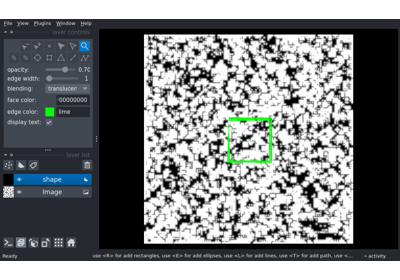 File View Plugins Window Help
layer controls
opacity: 0.70
edge width: 1
blending: translucen
face color: 00000000
edge color: lime
display text:
layer list
shape
Image
Ready
use <R> for add rectangles, use <E> for add ellipses, use <L> for add lines, use <T> for add path, use <...
activity